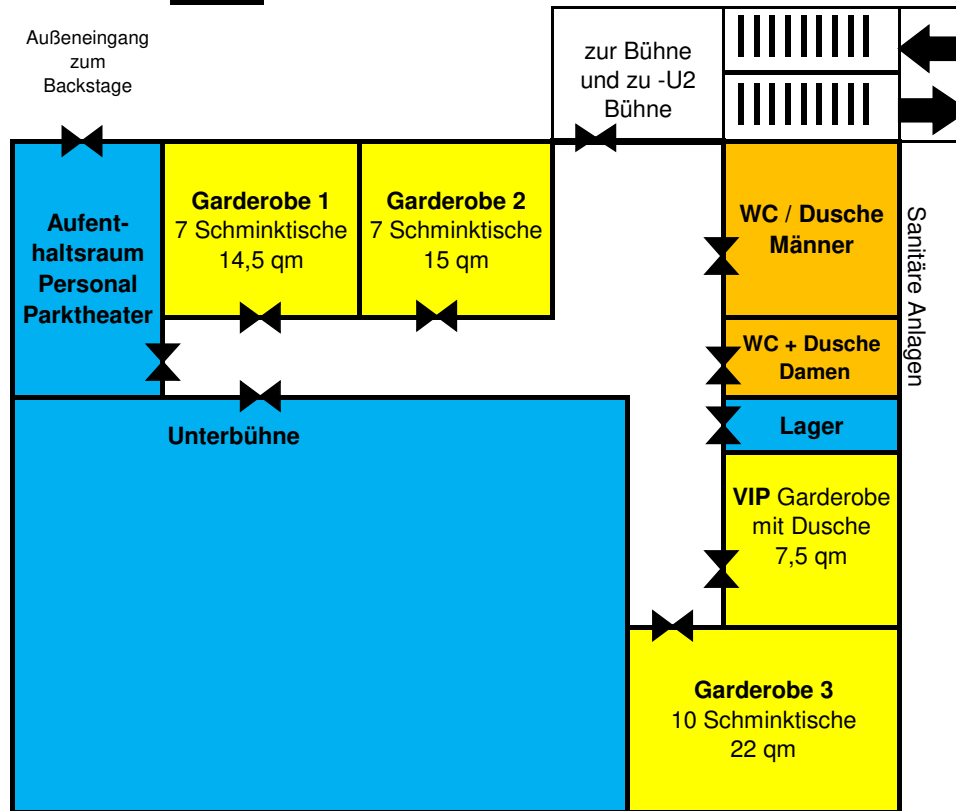 Außeneingang
zum
Backstage
zur Bühne
und zu -U2
Bühne
Aufent-
haltsraum
Personal
Parktheater
Garderobe 1
7 Schminktische
14,5 qm
Garderobe 2
7 Schminktische
15 qm
WC / Dusche
Männer
Sanitäre Anlagen
WC + Dusche
Damen
Lager
Unterbühne
VIP Garderobe
mit Dusche
7,5 qm
Garderobe 3
10 Schminktische
22 qm